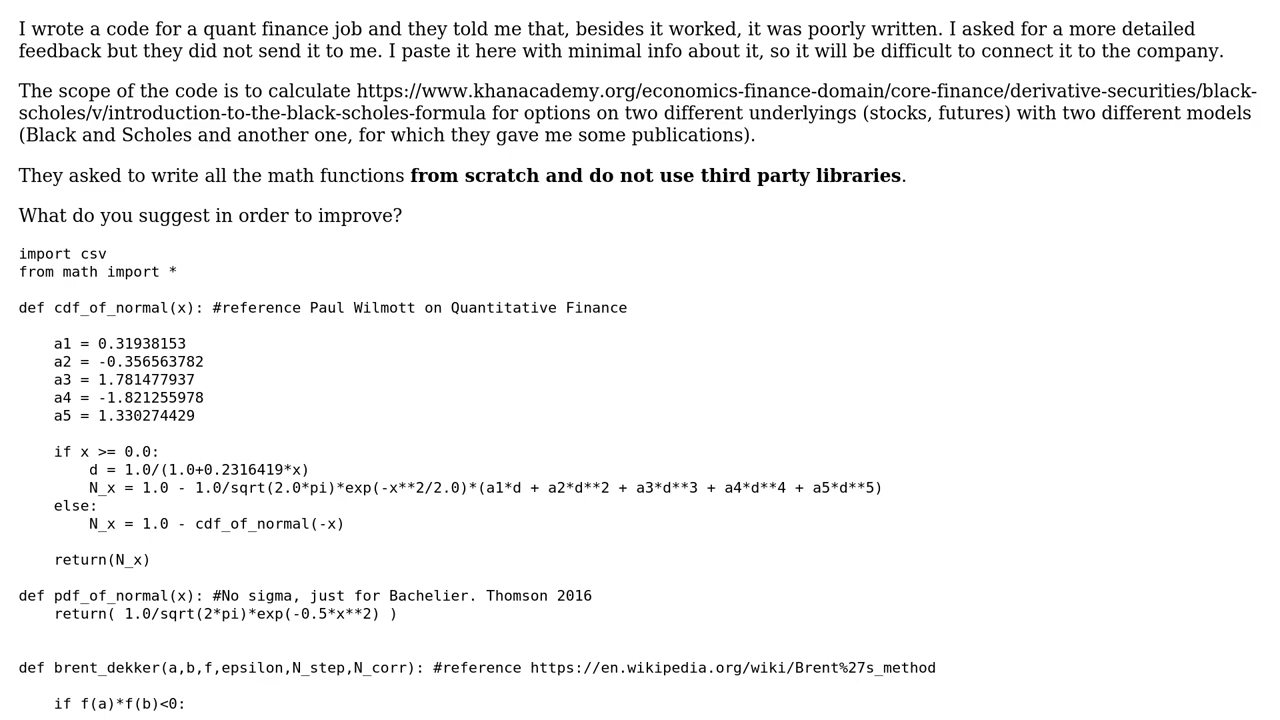 I wrote a code for a quant finance job and they told me that, besides it worked, it was poorly written. I asked for a more detailed
feedback but they did not send it to me. I paste it here with minimal info about it, so it will be difficult to connect it to the company.
The scope of the code is to calculate https://www.khanacademy.org/economics-finance-domain/core-finance/derivative-securities/black-
scholes/v/introduction-to-the-black-scholes-formula for options on two different underlyings (stocks, futures) with two different models
(Black and Scholes and another one, for which they gave me some publications).
They asked to write all the math functions from scratch and do not use third party libraries.
What do you suggest in order to improve?
import csv
from math import *
def cdf_of_normal(x): #reference Paul Wilmott on Quantitative Finance
    a1 = 0.31938153
    a2 = -0.356563782
    a3 = 1.781477937
    a4 = -1.821255978
    a5 = 1.330274429
    if x >= 0.0:
        d = 1.0/(1.0+0.2316419*x)
        N_x = 1.0 - 1.0/sqrt(2.0*pi)*exp(-x**2/2.0)*(a1*d + a2*d**2 + a3*d**3 + a4*d**4 + a5*d**5)
    else:
        N_x = 1.0 - cdf_of_normal(-x)
    return(N_x)
def pdf_of_normal(x): #No sigma, just for Bachelier. Thomson 2016
    return( 1.0/sqrt(2*pi)*exp(-0.5*x**2) )
def brent_dekker(a,b,f,epsilon,N_step,N_corr): #reference https://en.wikipedia.org/wiki/Brent%27s_method
    if f(a)*f(b)<0: